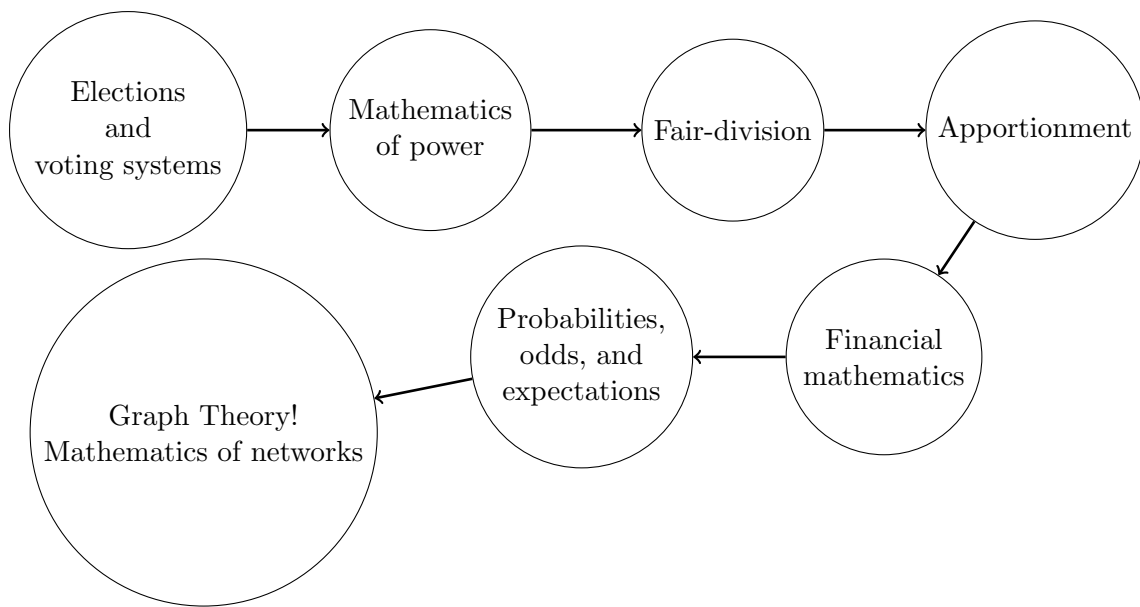 Elections
and
voting systems
Mathematics
of power
Fair-division
Apportionment
Financial
mathematics
Probabilities,
odds, and
expectations
Graph Theory!
Mathematics of networks